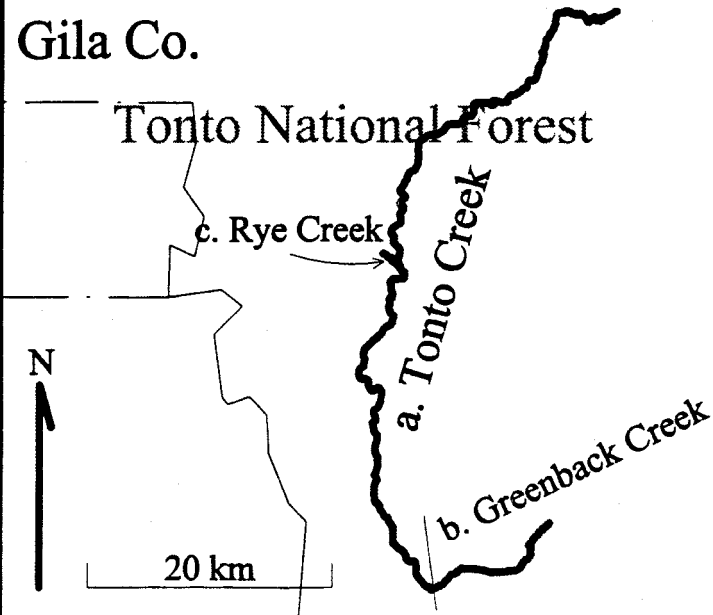 Gila Co.
Tonto National Forest
c. Rye Creek
a. Tonto Creek
N
b. Greenback Creek
20 km